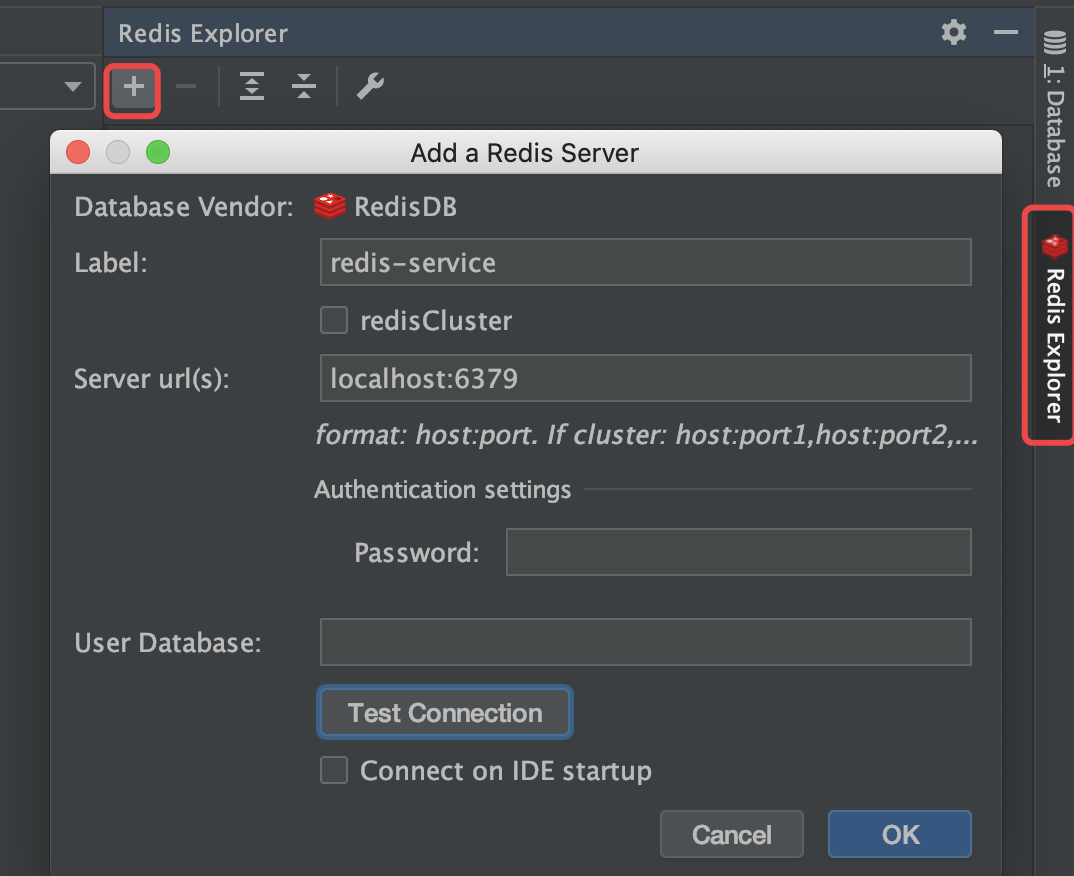 Redis Explorer
1: Database
Add a Redis Server
Database Vendor: RedisDB
Label: redis-service
redisCluster
Server url(s): localhost:6379
format: host:port. If cluster: host:port1,host:port2,...
Authentication settings
Password:
User Database:
Test Connection
Connect on IDE startup
Cancel OK
Redis Explorer